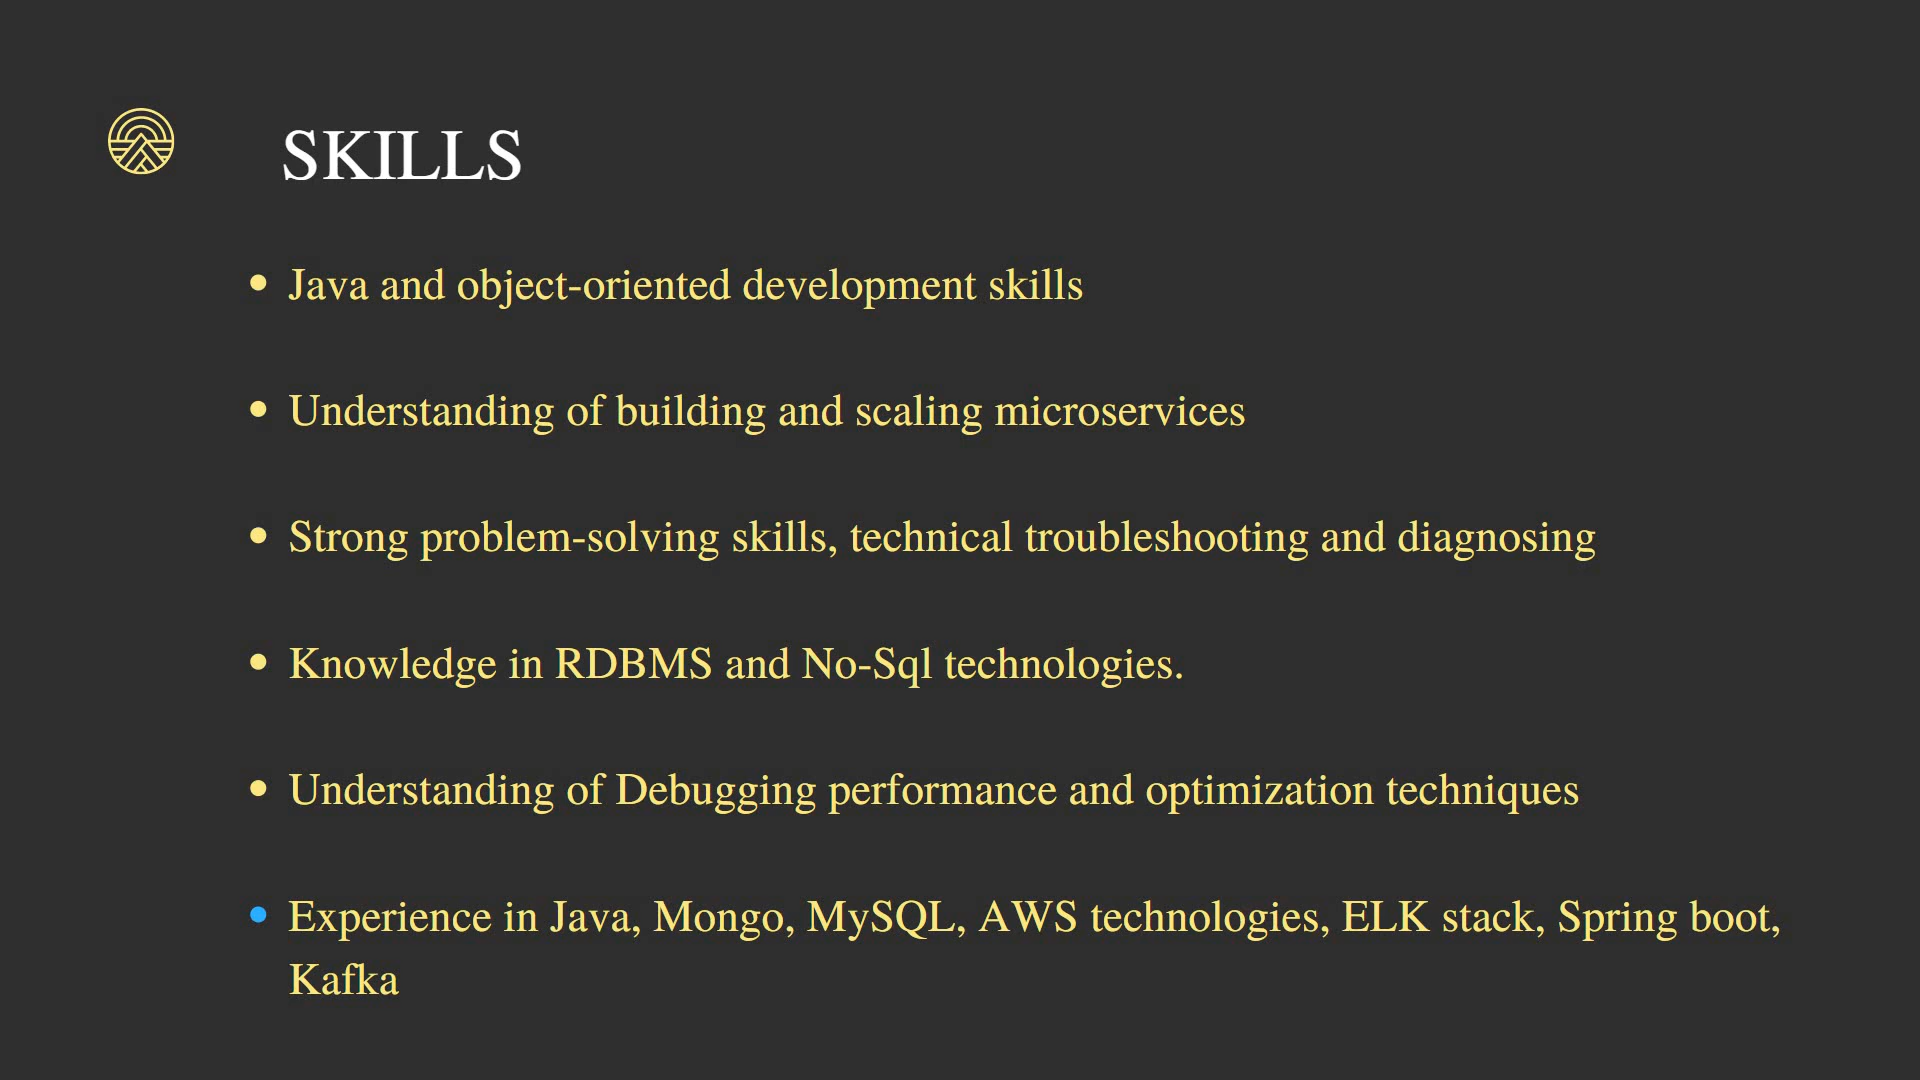 SKILLS
• Java and object-oriented development skills
• Understanding of building and scaling microservices
• Strong problem-solving skills, technical troubleshooting and diagnosing
• Knowledge in RDBMS and No-Sql technologies.
• Understanding of Debugging performance and optimization techniques
• Experience in Java, Mongo, MySQL, AWS technologies, ELK stack, Spring boot,
Kafka